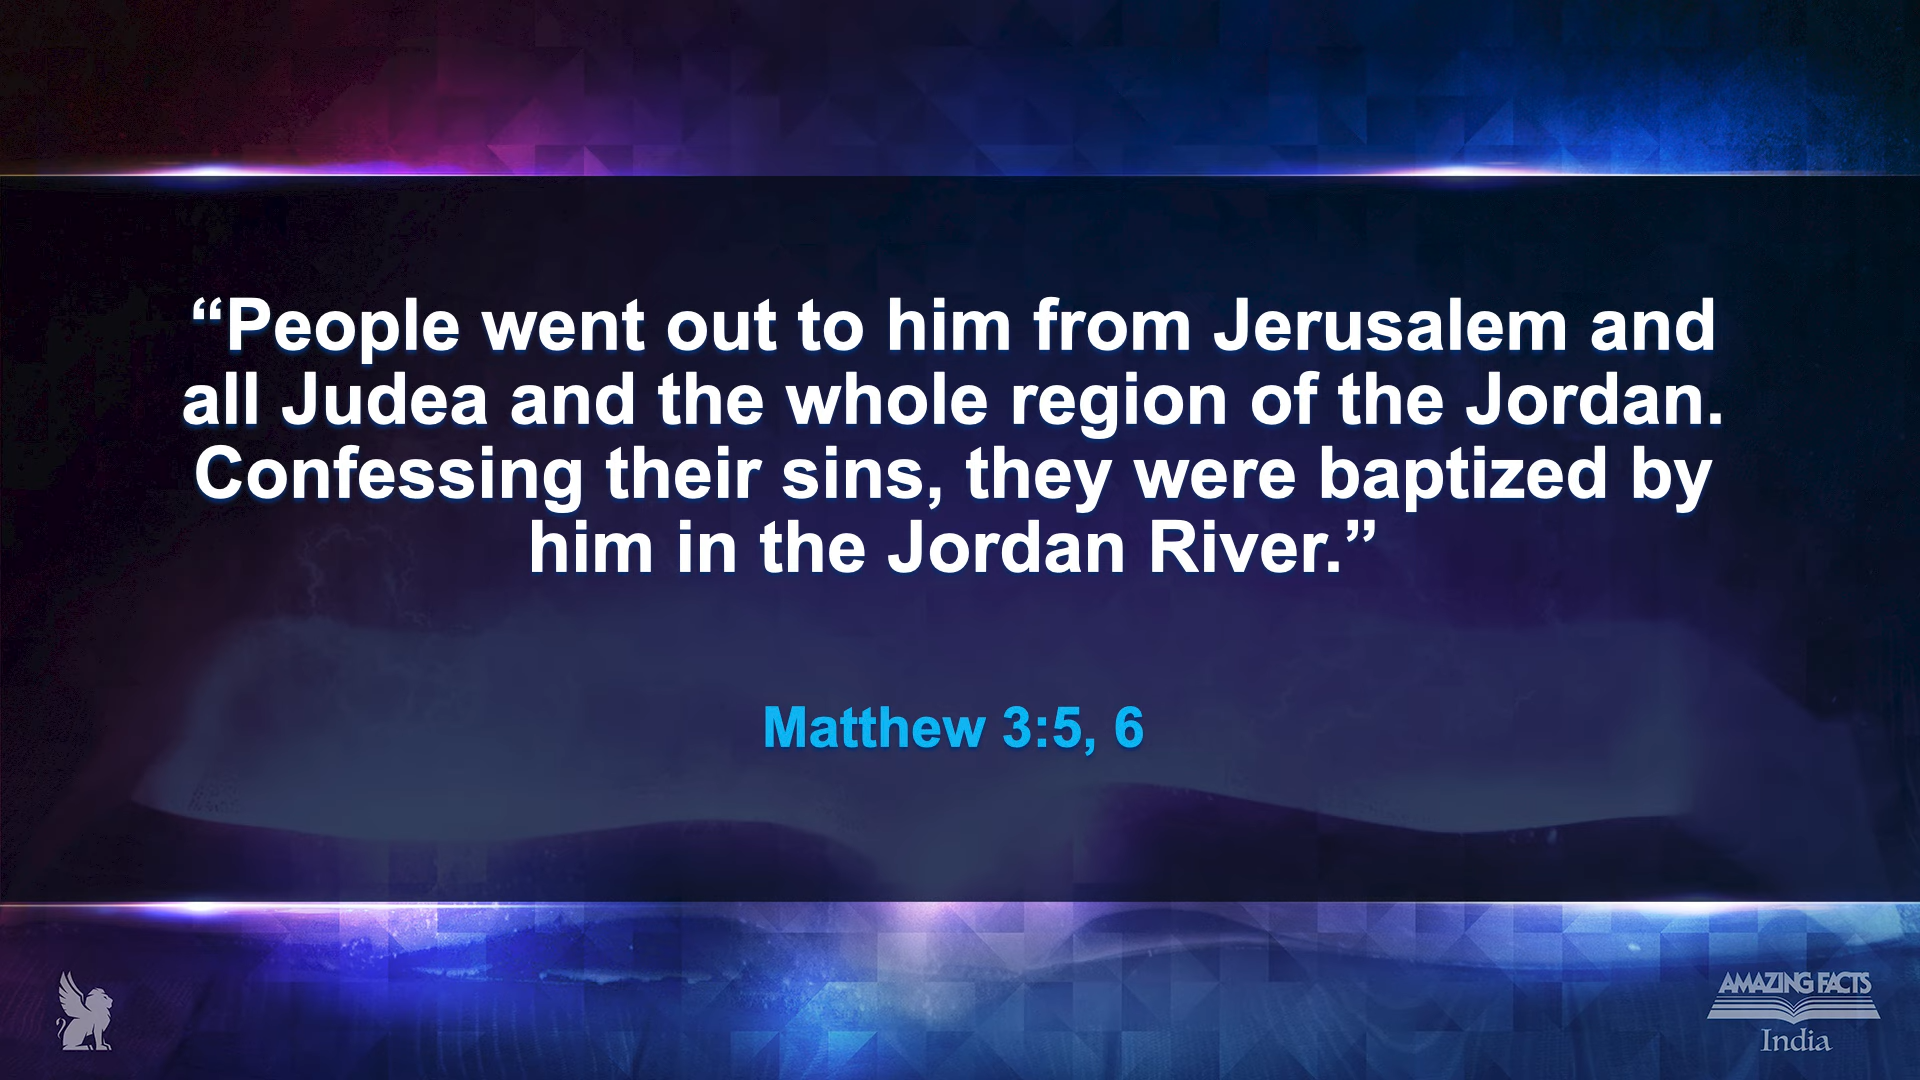 “People went out to him from Jerusalem and
all Judea and the whole region of the Jordan.
Confessing their sins, they were baptized by
him in the Jordan River.”
Matthew 3:5, 6
AMAZING FACTS
India